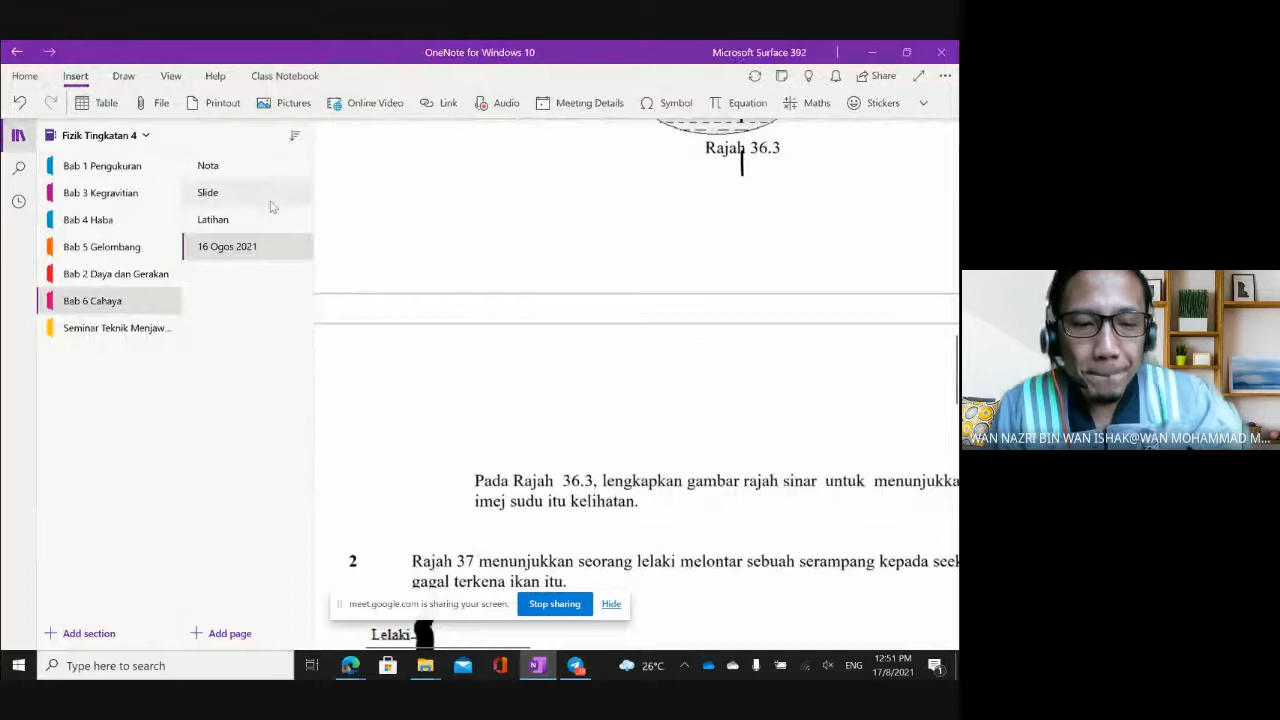 OneNote for Windows 10
Microsoft Surface 392
Home
Insert
Draw
View
Help
Class Notebook
Share
Table
File
Printout
Pictures
Online Video
Link
Audio
Meeting Details
Symbol
Equation
Maths
Stickers
Fizik Tingkatan 4
Bab 1 Pengukuran
Bab 3 Kegravitian
Bab 4 Haba
Bab 5 Gelombang
Bab 2 Daya dan Gerakan
Bab 6 Cahaya
Seminar Teknik Menjaw...
Nota
Slide
Latihan
16 Ogos 2021
Rajah 36.3
Pada Rajah 36.3, lengkapkan gambar rajah sinar untuk menunjukka
imej sudu itu kelihatan.
2 Rajah 37 menunjukkan seorang lelaki melontar sebuah serampang kepada seek
gagal terkena ikan itu.
meet.google.com is sharing your screen.
Stop sharing
Hide
Lelaki
Add section
Add page
WAN NAZRI BIN WAN ISHAK@WAN MOHAMMAD M...
Type here to search
26°C
ENG
12:51 PM
17/8/2021